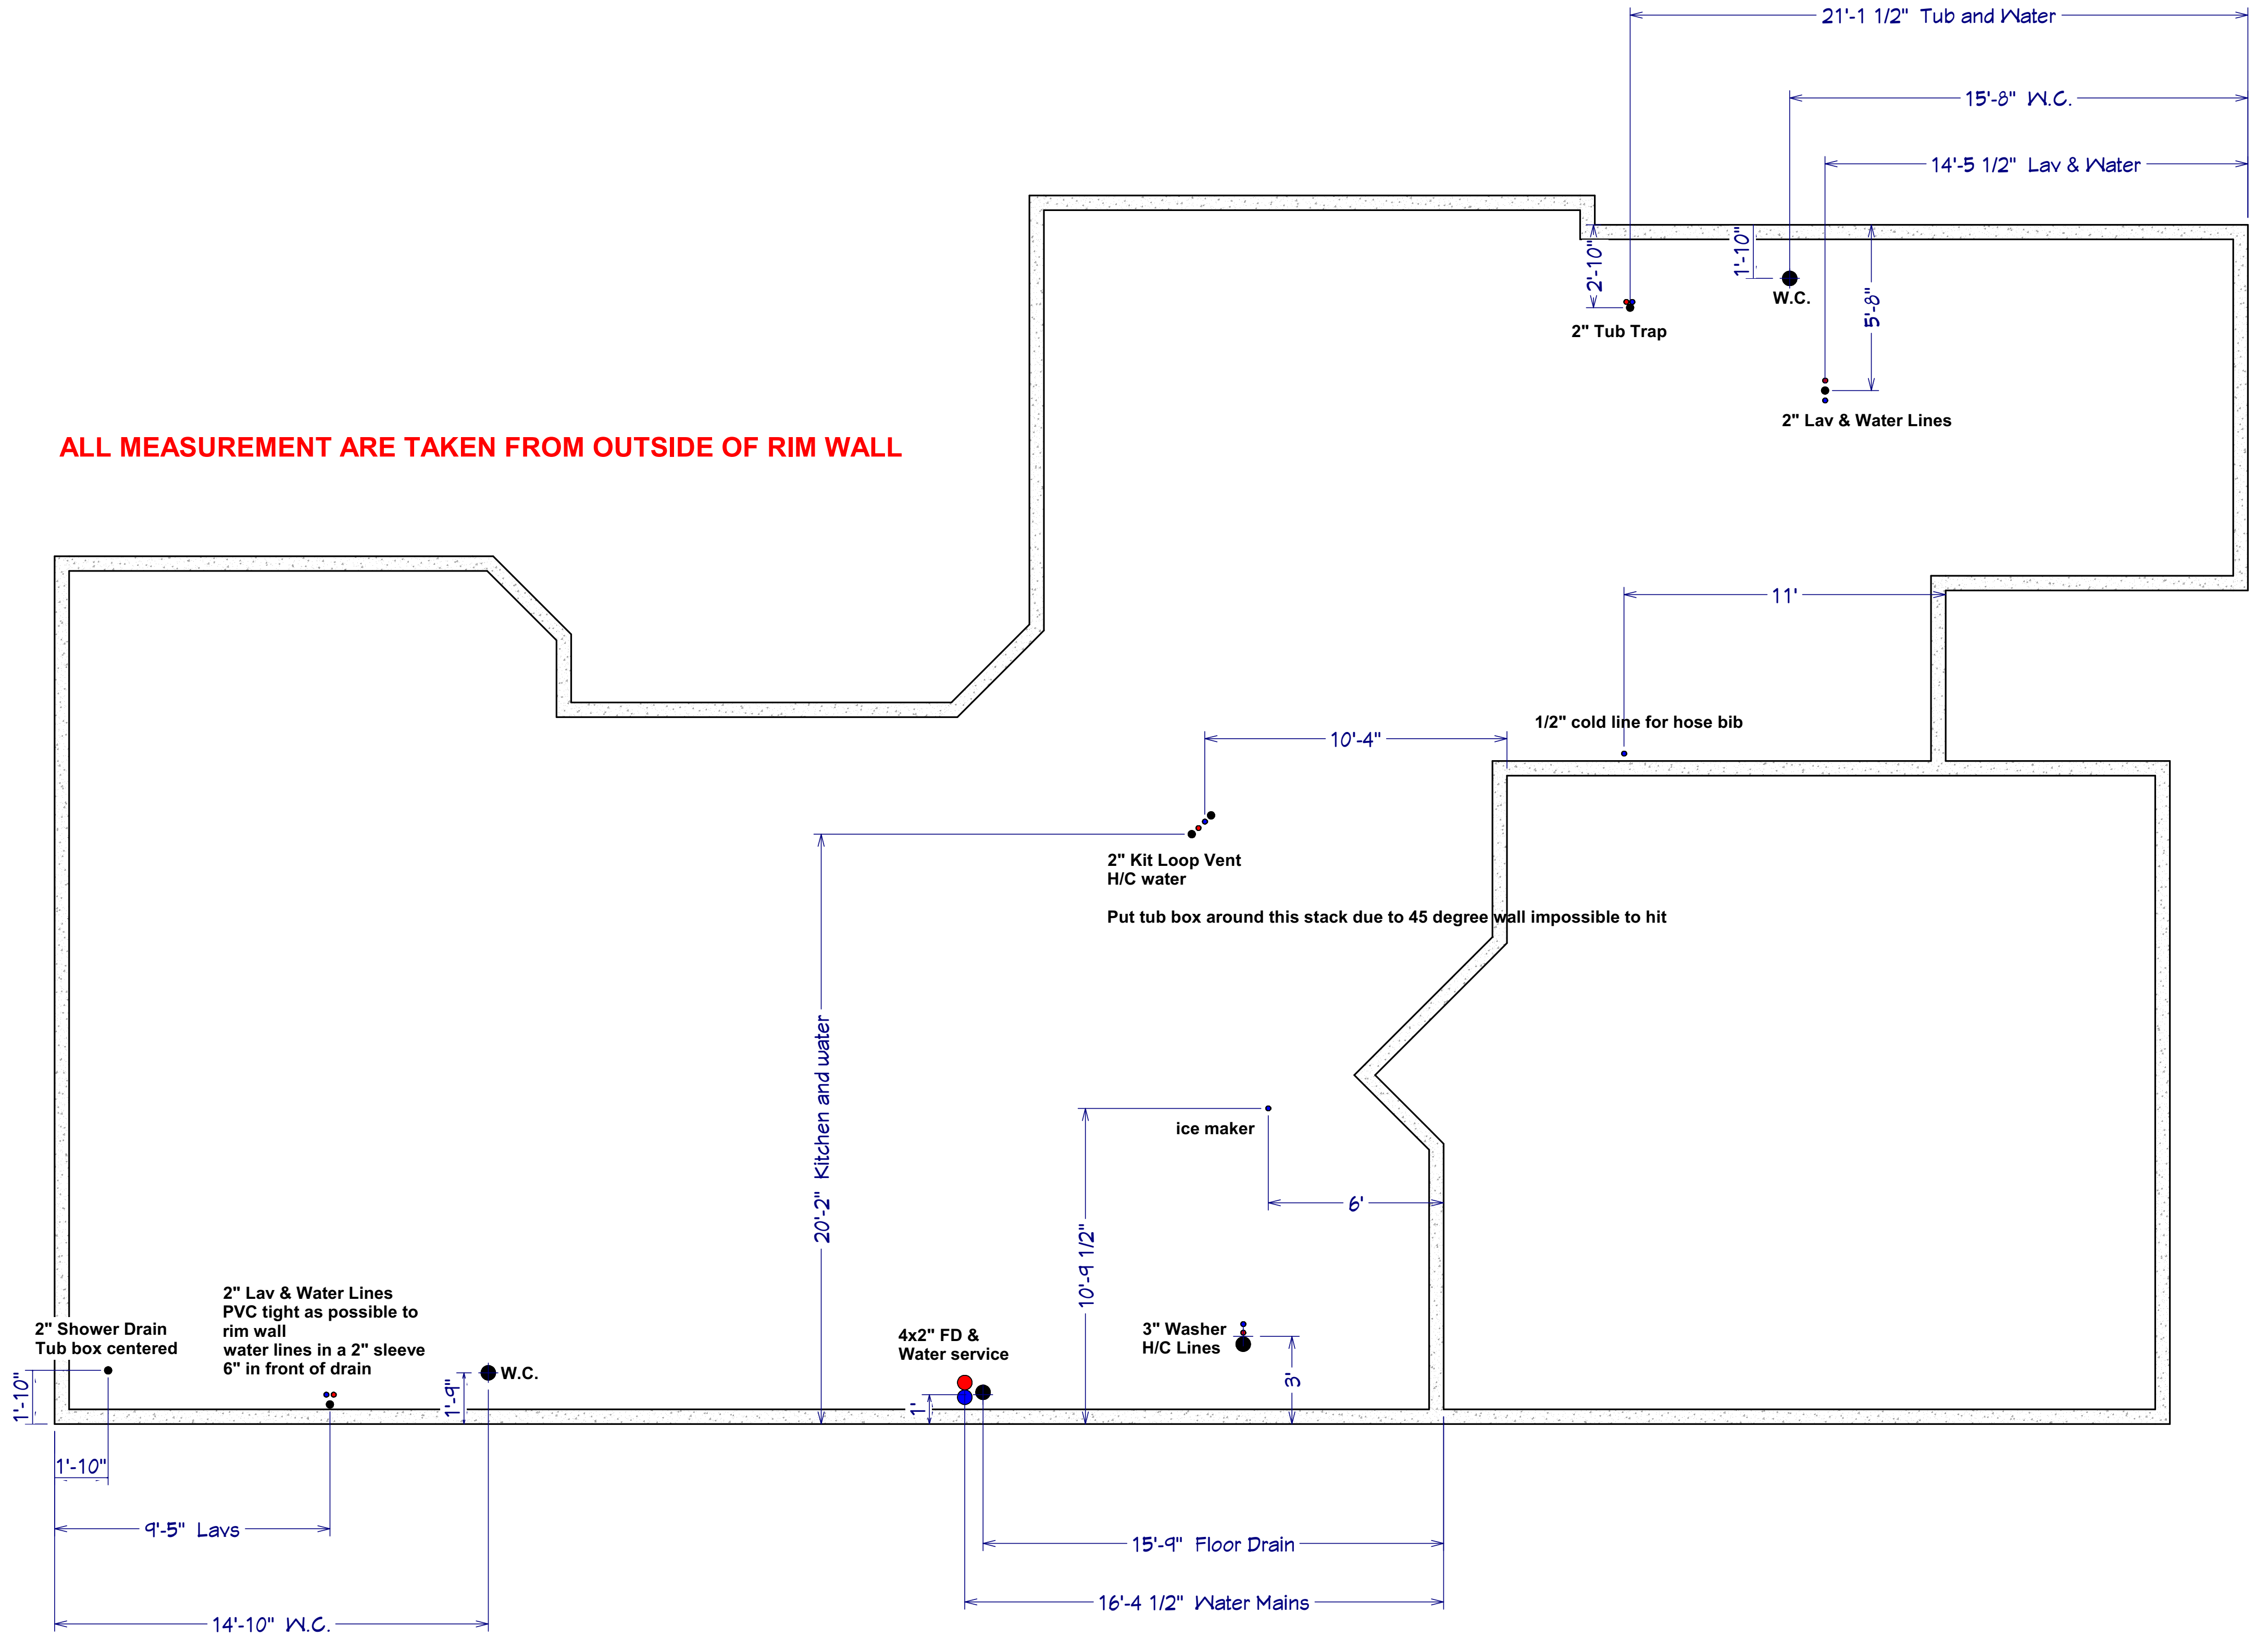 21'-1 1/2" Tub and Water
15'-8" W.C.
14'-5 1/2" Lav & Water
2'-10"
1'-10"
5'-8"
W.C.
2" Tub Trap
2" Lav & Water Lines
ALL MEASUREMENT ARE TAKEN FROM OUTSIDE OF RIM WALL
11'
1/2" cold line for hose bib
10'-4"
2" Kit Loop Vent
H/C water
Put tub box around this stack due to 45 degree wall impossible to hit
20'-2" Kitchen and water
ice maker
6'
10'-9 1/2"
2" Shower Drain
Tub box centered
2" Lav & Water Lines
PVC tight as possible to
rim wall
water lines in a 2" sleeve
6" in front of drain
W.C.
4x2" FD &
Water service
3" Washer
H/C Lines
1'-10"
1'-9"
1'
3'
1'-10"
9'-5" Lavs
15'-9" Floor Drain
16'-4 1/2" Water Mains
14'-10" W.C.